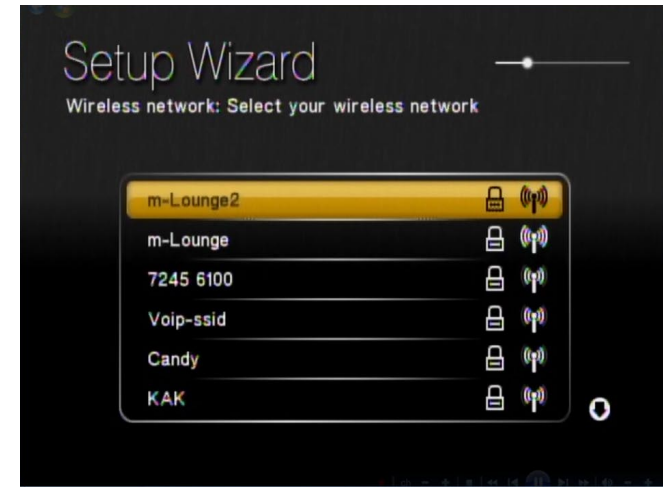 Setup Wizard
Wireless network: Select your wireless network
m-Lounge2
m-Lounge
7245 6100
Voip-ssid
Candy
KAK